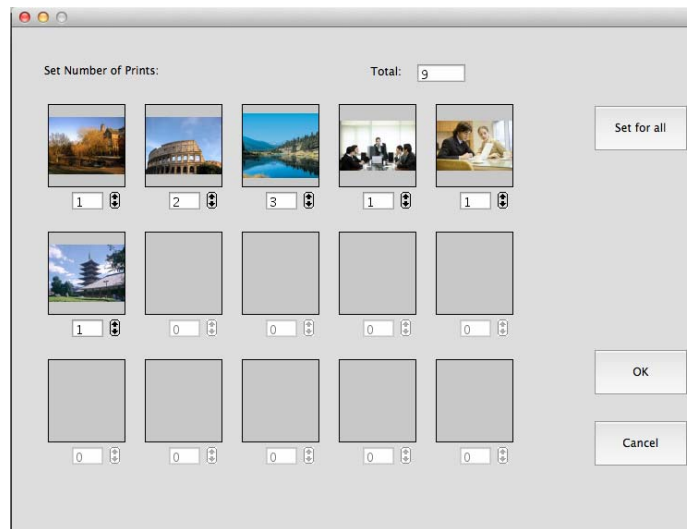 Set Number of Prints: Total: 9
Set for all
1 2 3 1 1
1 0 0 0 0
OK
Cancel
0 0 0 0 0